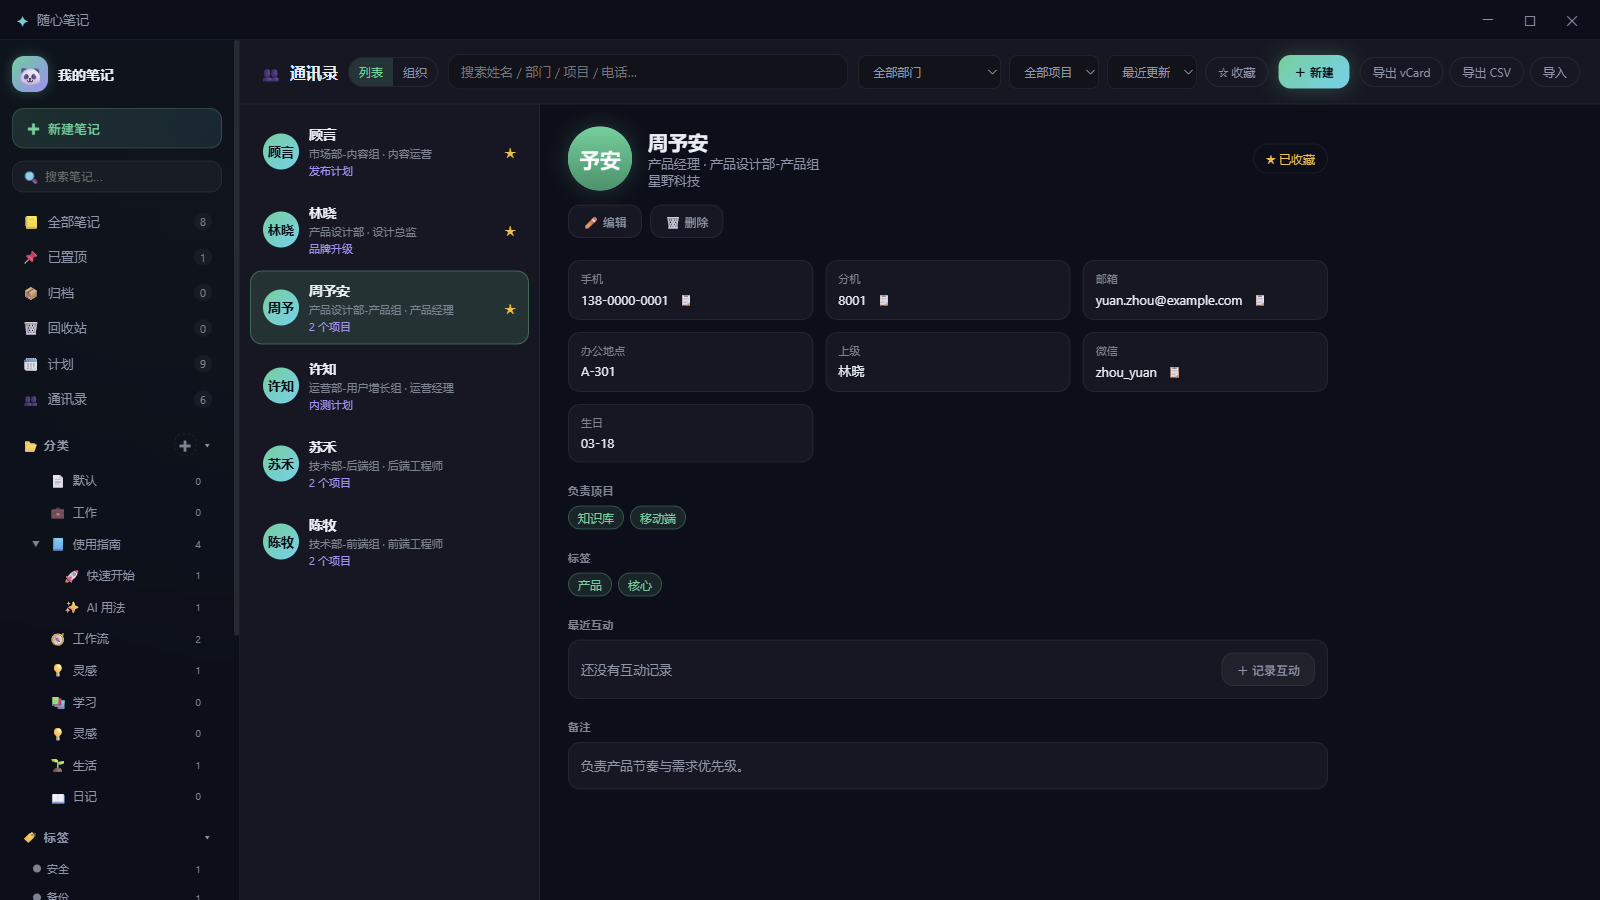 随心笔记
我的笔记
新建笔记
搜索笔记...
全部笔记 8
已置顶 1
归档 0
回收站 0
计划 9
通讯录 6
分类
默认 0
工作 0
使用指南 4
快速开始 1
AI 用法 1
工作流 2
灵感 1
学习 0
灵感 0
生活 1
日记 0
标签
安全 1
备份 1
通讯录 列表 组织 搜索姓名 / 部门 / 项目 / 电话... 全部部门 全部项目 最近更新 ☆ 收藏 + 新建 导出 vCard 导出 CSV 导入
顾言
顾言
市场部-内容组 · 内容运营
发布计划
林晓
林晓
产品设计部 · 设计总监
品牌升级
周予
周予安
产品设计部-产品组 · 产品经理
2 个项目
许知
许知
运营部-用户增长组 · 运营经理
内测计划
苏禾
苏禾
技术部-后端组 · 后端工程师
2 个项目
陈牧
陈牧
技术部-前端组 · 前端工程师
2 个项目
予安
周予安
产品经理 · 产品设计部-产品组
星野科技
★ 已收藏
编辑 删除
手机
138-0000-0001
分机
8001
邮箱
yuan.zhou@example.com
办公地点
A-301
上级
林晓
微信
zhou_yuan
生日
03-18
负责项目
知识库 移动端
标签
产品 核心
最近互动
还没有互动记录 + 记录互动
备注
负责产品节奏与需求优先级。